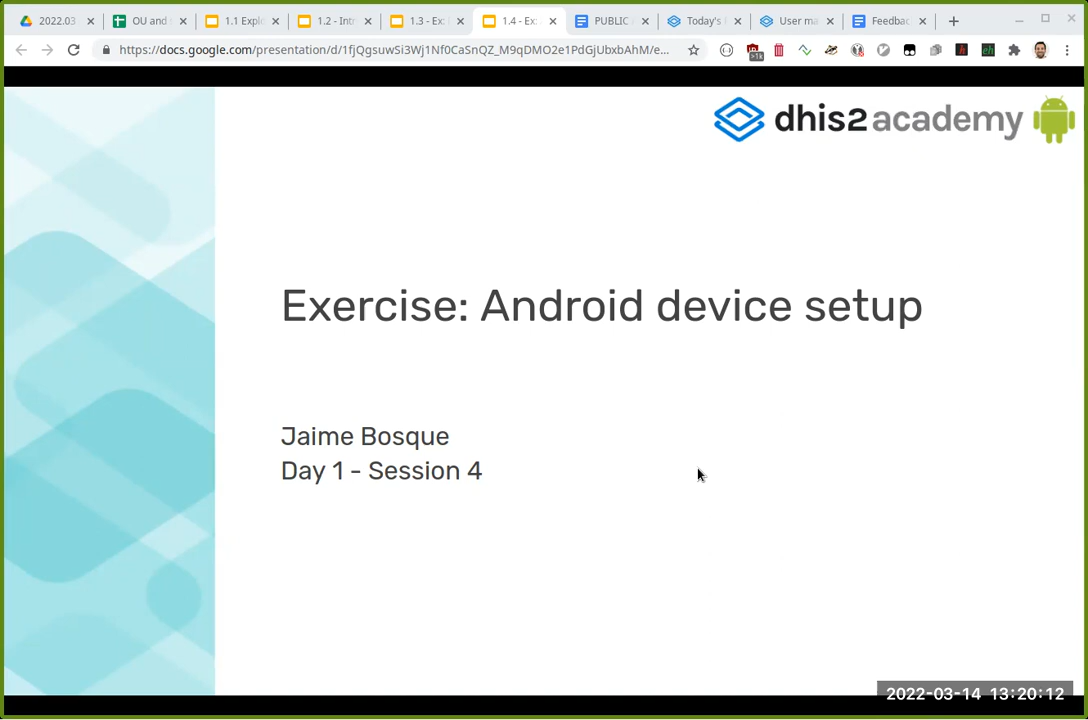 2022.03
OU and
1.1 Explo
1.2 - Intr
1.3 - Ex:
1.4 - Ex:
PUBLIC
Today's
User ma
Feedbac
https://docs.google.com/presentation/d/1fjQgsuwSi3Wj1Nf0CaSnQZ_M9qDMO2e1PdGjUbxbAhM/e...
>1k
dhis2 academy
Exercise: Android device setup
Jaime Bosque
Day 1 - Session 4
2022-03-14 13:20:12